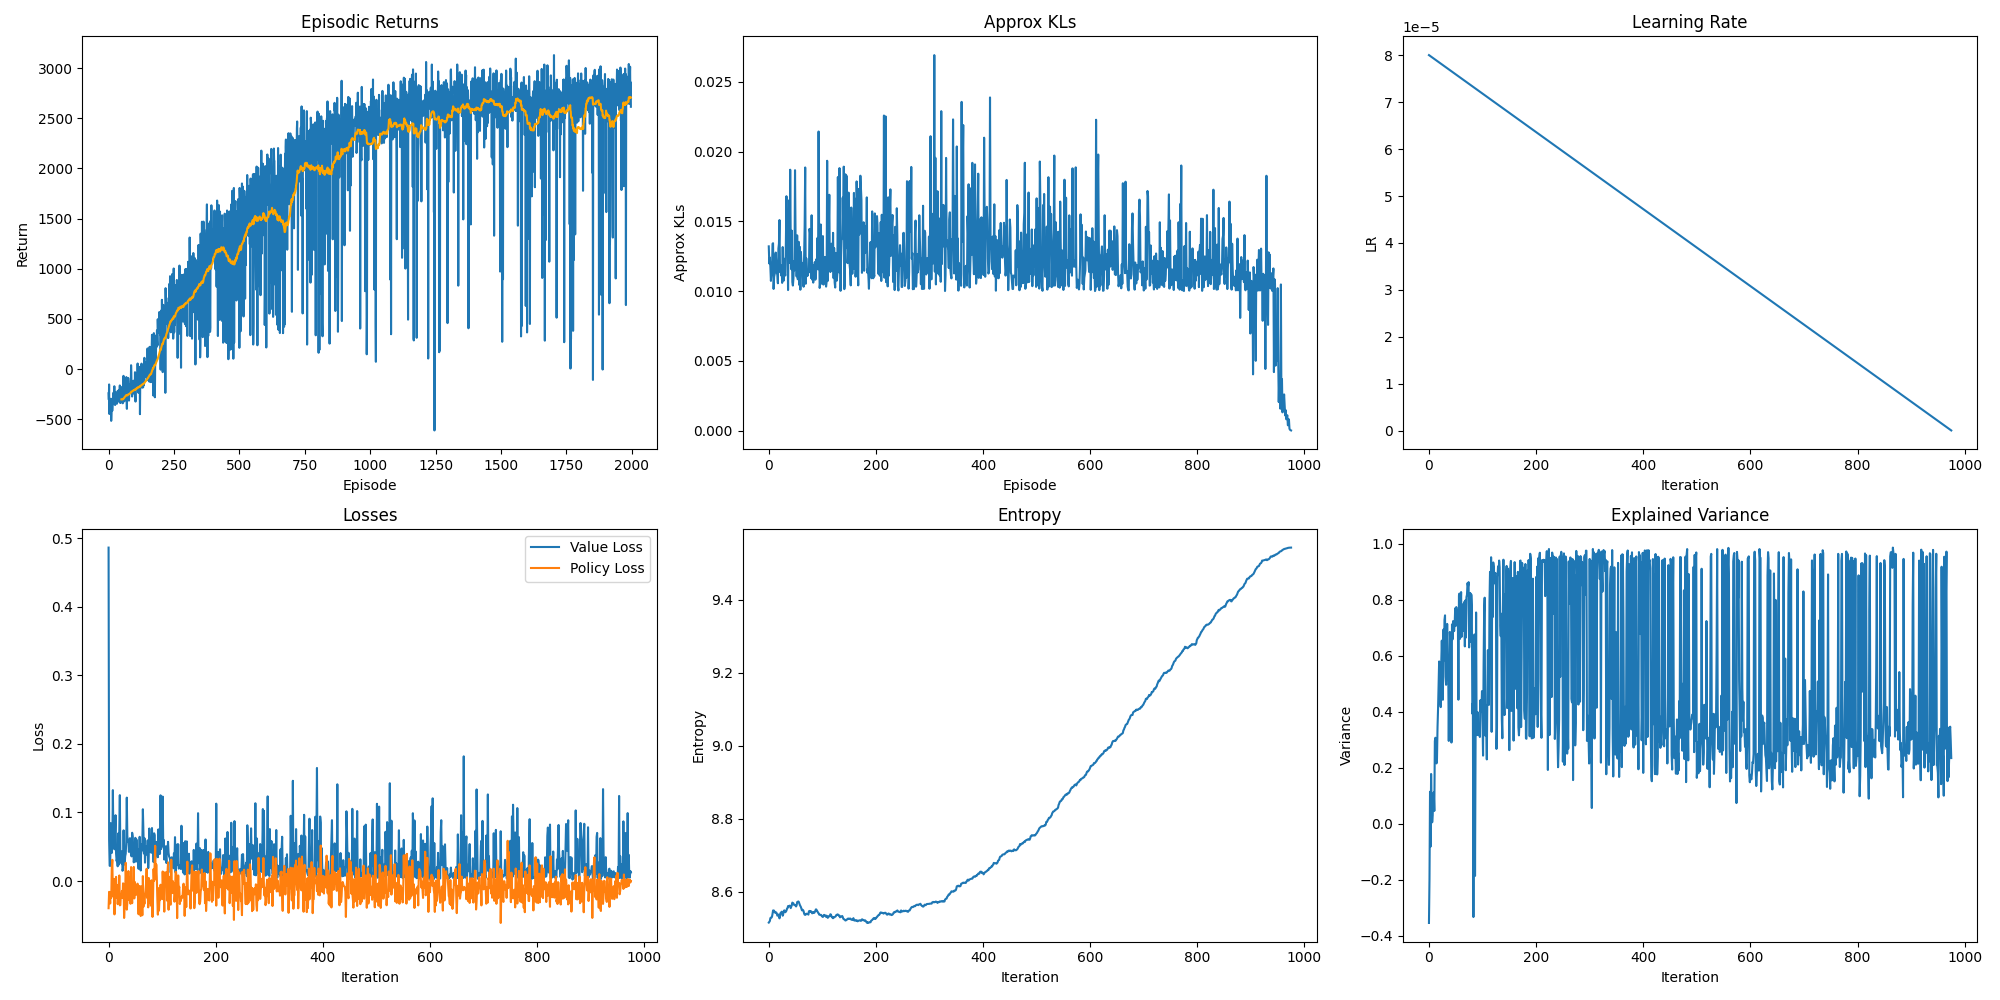 Episodic Returns
Return
3000
2500
2000
1500
1000
500
0
−500
0 250 500 750 1000 1250 1500 1750 2000
Episode
Approx KLs
Approx KLs
0.025
0.020
0.015
0.010
0.005
0.000
0 200 400 600 800 1000
Episode
Learning Rate
1e−5
LR
8
7
6
5
4
3
2
1
0
0 200 400 600 800 1000
Iteration
Losses
Loss
0.5
0.4
0.3
0.2
0.1
0.0
Value Loss
Policy Loss
0 200 400 600 800 1000
Iteration
Entropy
Entropy
9.4
9.2
9.0
8.8
8.6
0 200 400 600 800 1000
Iteration
Explained Variance
Variance
1.0
0.8
0.6
0.4
0.2
0.0
−0.2
−0.4
0 200 400 600 800 1000
Iteration